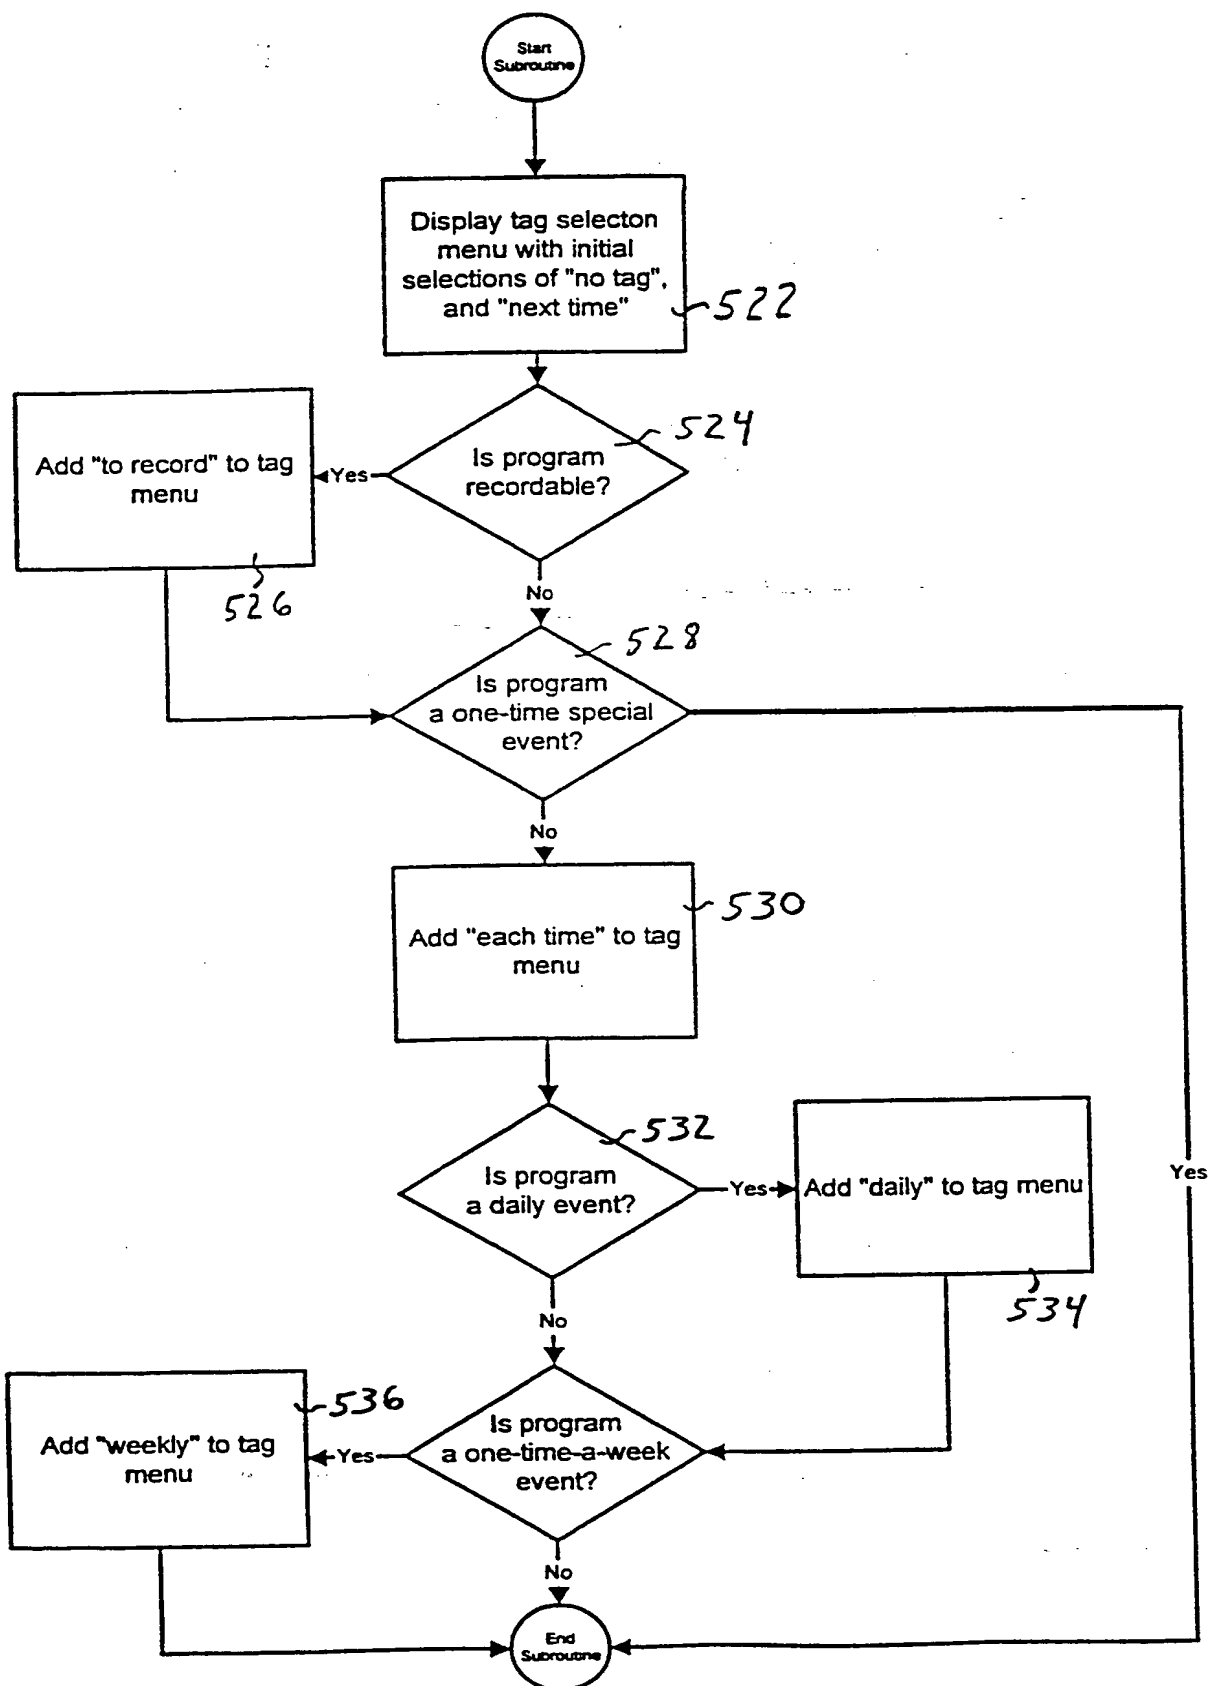 Start
Subroutine
Display tag selecton
menu with initial
selections of "no tag",
and "next time"
522
524
Is program
recordable?
Yes
Add "to record" to tag
menu
526
No
528
Is program
a one-time special
event?
No
530
Add "each time" to tag
menu
532
Is program
a daily event?
Yes
Add "daily" to tag menu
534
Yes
No
Is program
a one-time-a-week
event?
Yes
536
Add "weekly" to tag
menu
No
End
Subroutine